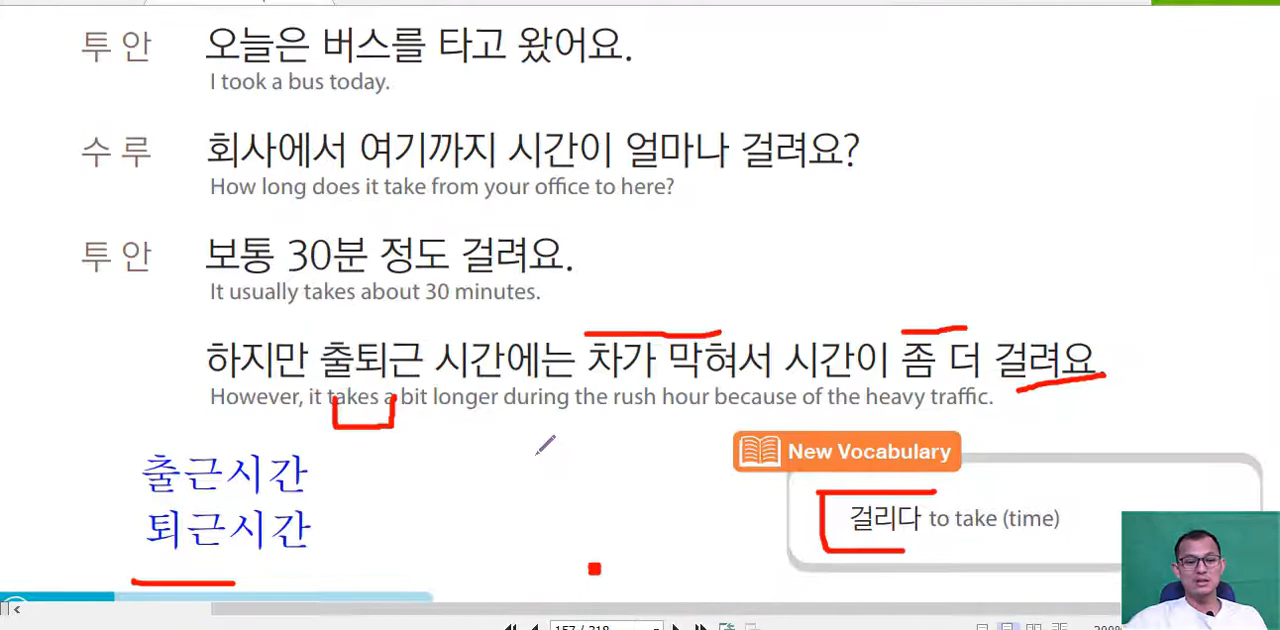 투 안 오늘은 버스를 타고 왔어요.
I took a bus today.
수 루 회사에서 여기까지 시간이 얼마나 걸려요?
How long does it take from your office to here?
투 안 보통 30분 정도 걸려요.
It usually takes about 30 minutes.
하지만 출퇴근 시간에는 차가 막혀서 시간이 좀 더 걸려요.
However, it takes a bit longer during the rush hour because of the heavy traffic.
출근시간
퇴근시간
New Vocabulary
걸리다 to take (time)
157 / 318